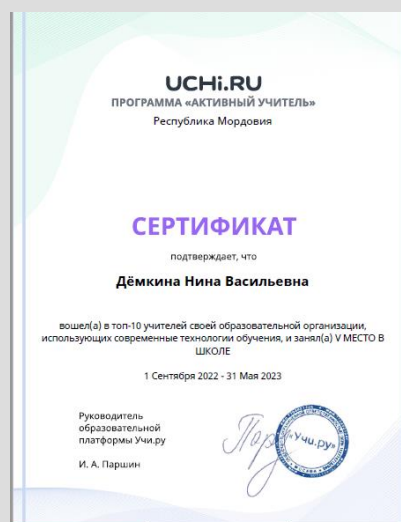 UCHi.RU
ПРОГРАММА «АКТИВНЫЙ УЧИТЕЛЬ»
Республика Мордовия
СЕРТИФИКАТ
подтверждает, что
Дёмкина Нина Васильевна
вошел(а) в топ-10 учителей своей образовательной организации,
использующих современные технологии обучения, и занял(а) V МЕСТО В
ШКОЛЕ
1 Сентября 2022 - 31 Мая 2023
Руководитель
образовательной
платформы Учи.ру
И. А. Паршин
«Учи.ру»